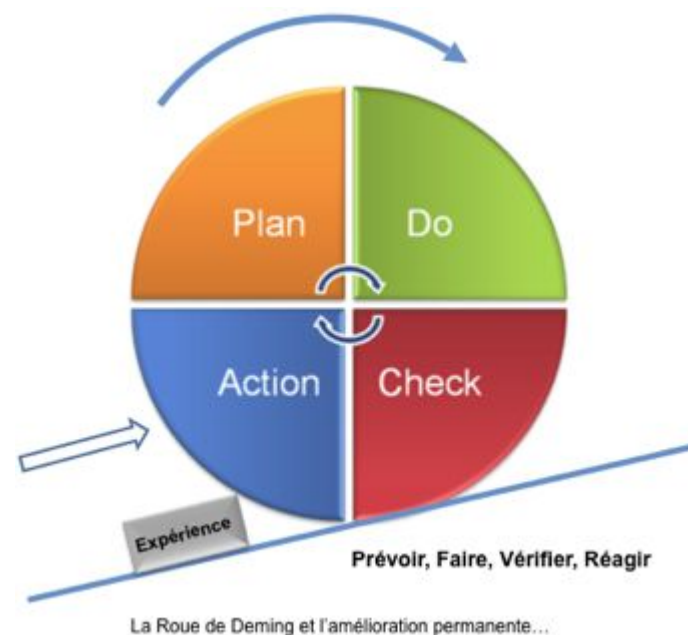 Plan
Do
Action
Check
Expérience
Prévoir, Faire, Vérifier, Réagir
La Roue de Deming et l'amélioration permanente…